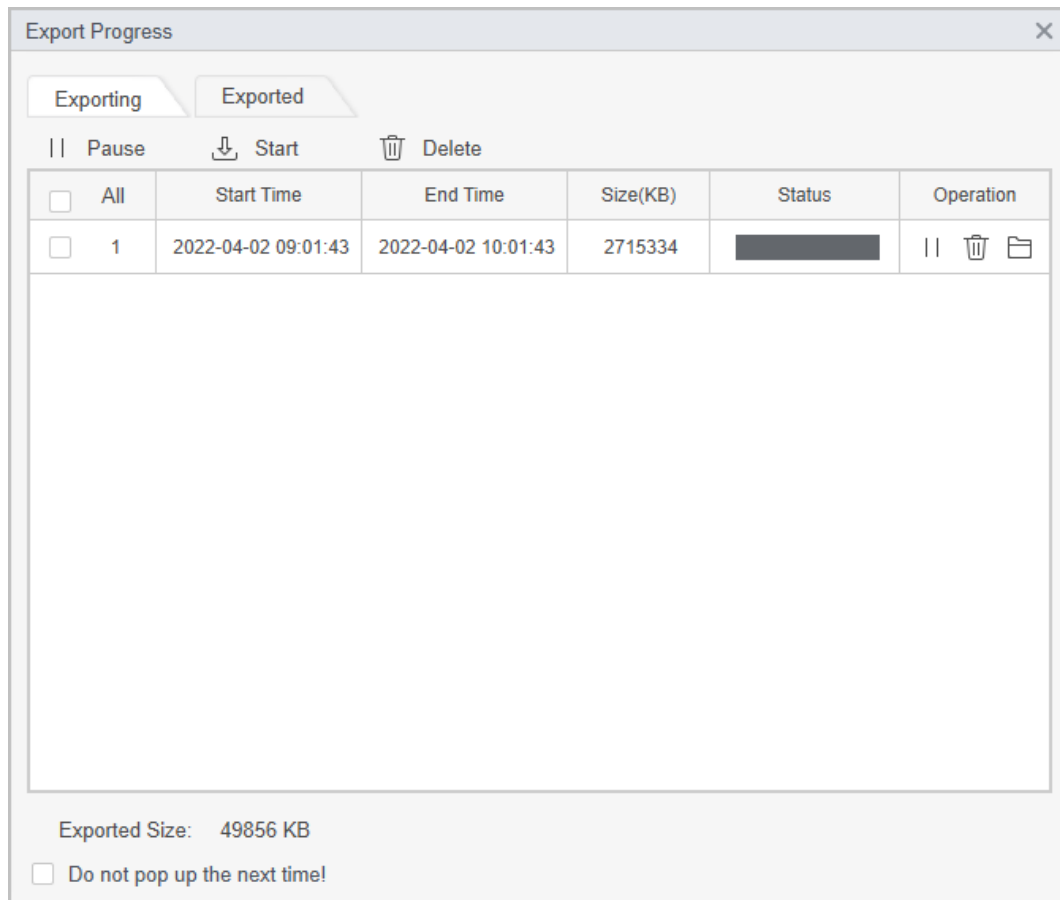 Export Progress
Exporting Exported
Pause Start Delete
All Start Time End Time Size(KB) Status Operation
1 2022-04-02 09:01:43 2022-04-02 10:01:43 2715334
Exported Size: 49856 KB
Do not pop up the next time!